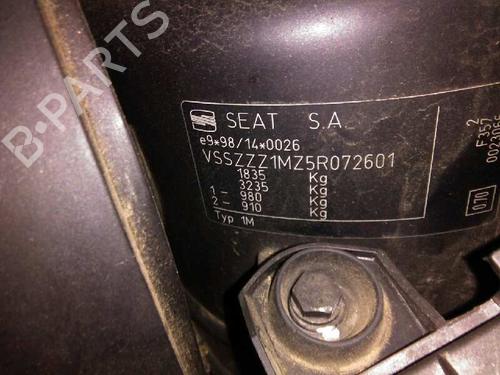 SEAT S.A.
e9*98/14*0026
VSSZZZ1MZ5R072601
1835 Kg
3235 Kg
1 - 980 Kg
2 - 910 Kg
Typ 1M
2
F357
070
B-PARTS